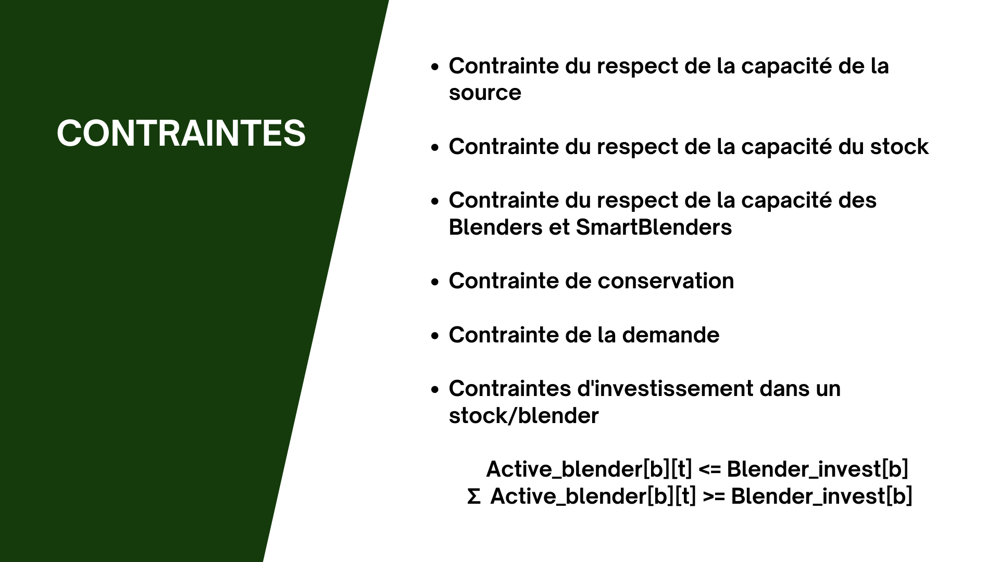 CONTRAINTES
• Contrainte du respect de la capacité de la
source
• Contrainte du respect de la capacité du stock
• Contrainte du respect de la capacité des
Blenders et SmartBlenders
• Contrainte de conservation
• Contrainte de la demande
• Contraintes d'investissement dans un
stock/blender
Active_blender[b][t] <= Blender_invest[b]
Σ Active_blender[b][t] >= Blender_invest[b]